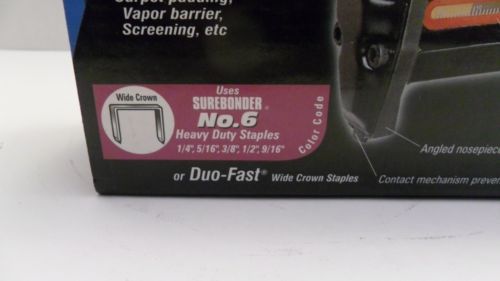 Carpet padding,
Vapor barrier,
Screening, etc
Wide Crown
Uses
SUREBONDER®
No.6
Heavy Duty Staples
1/4", 5/16", 3/8", 1/2", 9/16"
Color Code
or Duo-Fast® Wide Crown Staples
Angled nosepiece
Contact mechanism preven